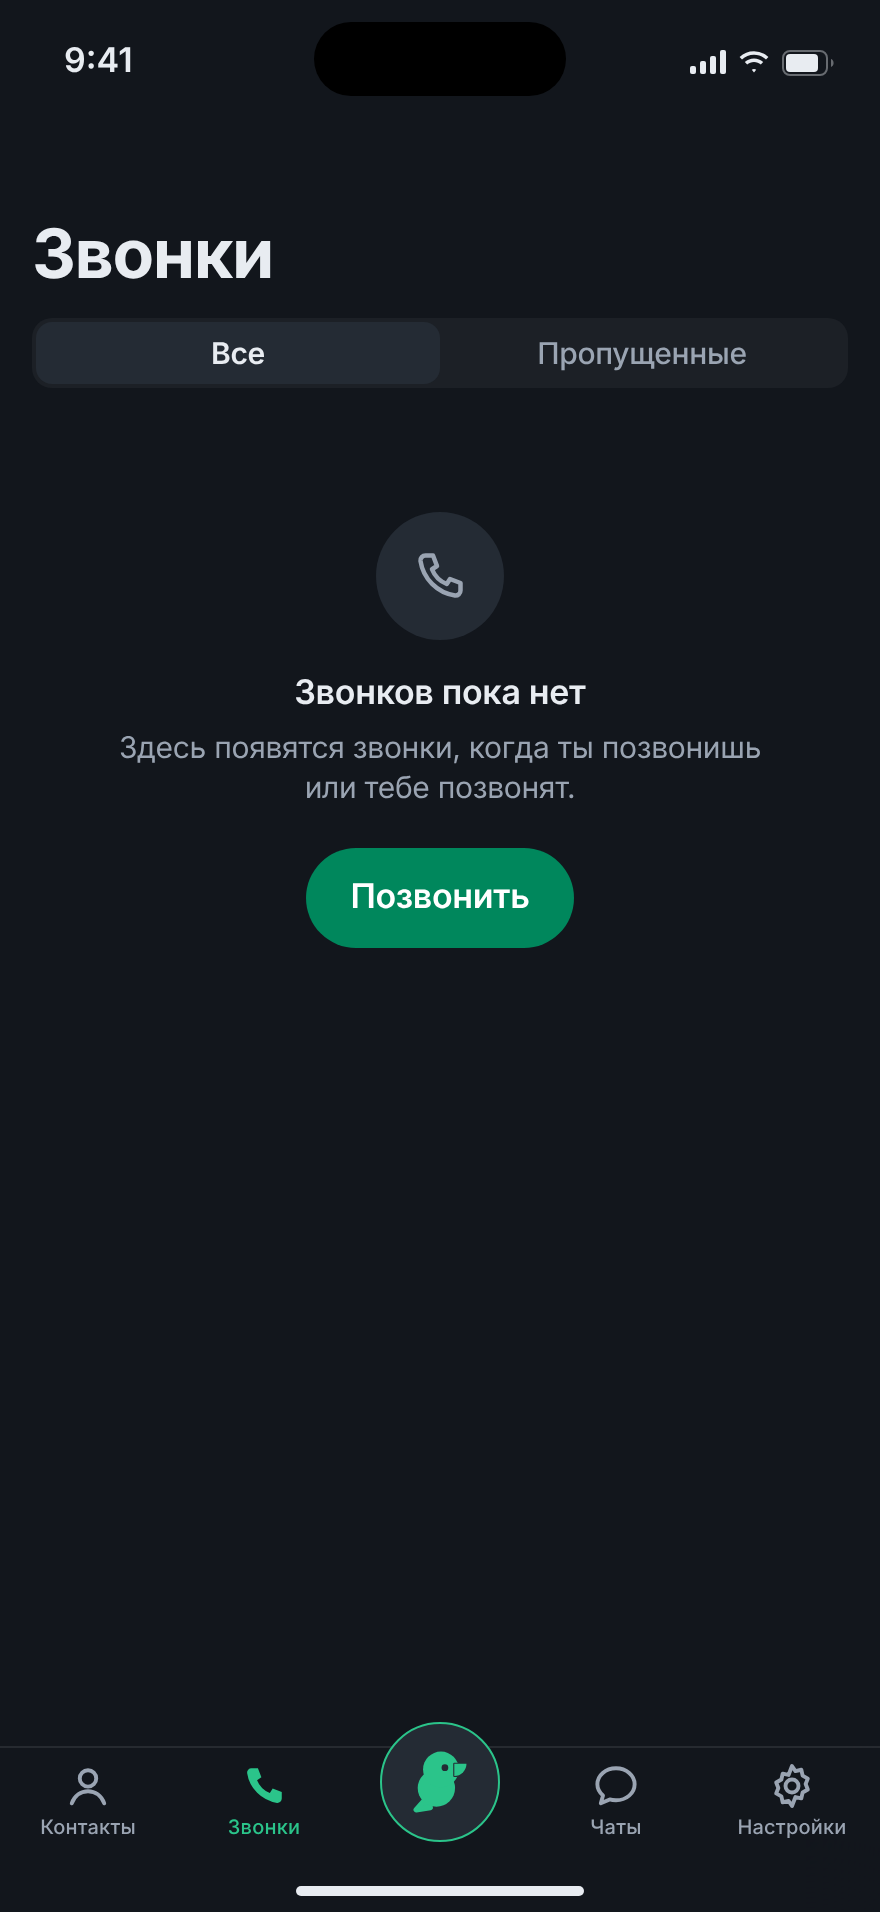 9:41
Звонки
Все
Пропущенные
Звонков пока нет
Здесь появятся звонки, когда ты позвонишь
или тебе позвонят.
Позвонить
Контакты
Звонки
Чаты
Настройки